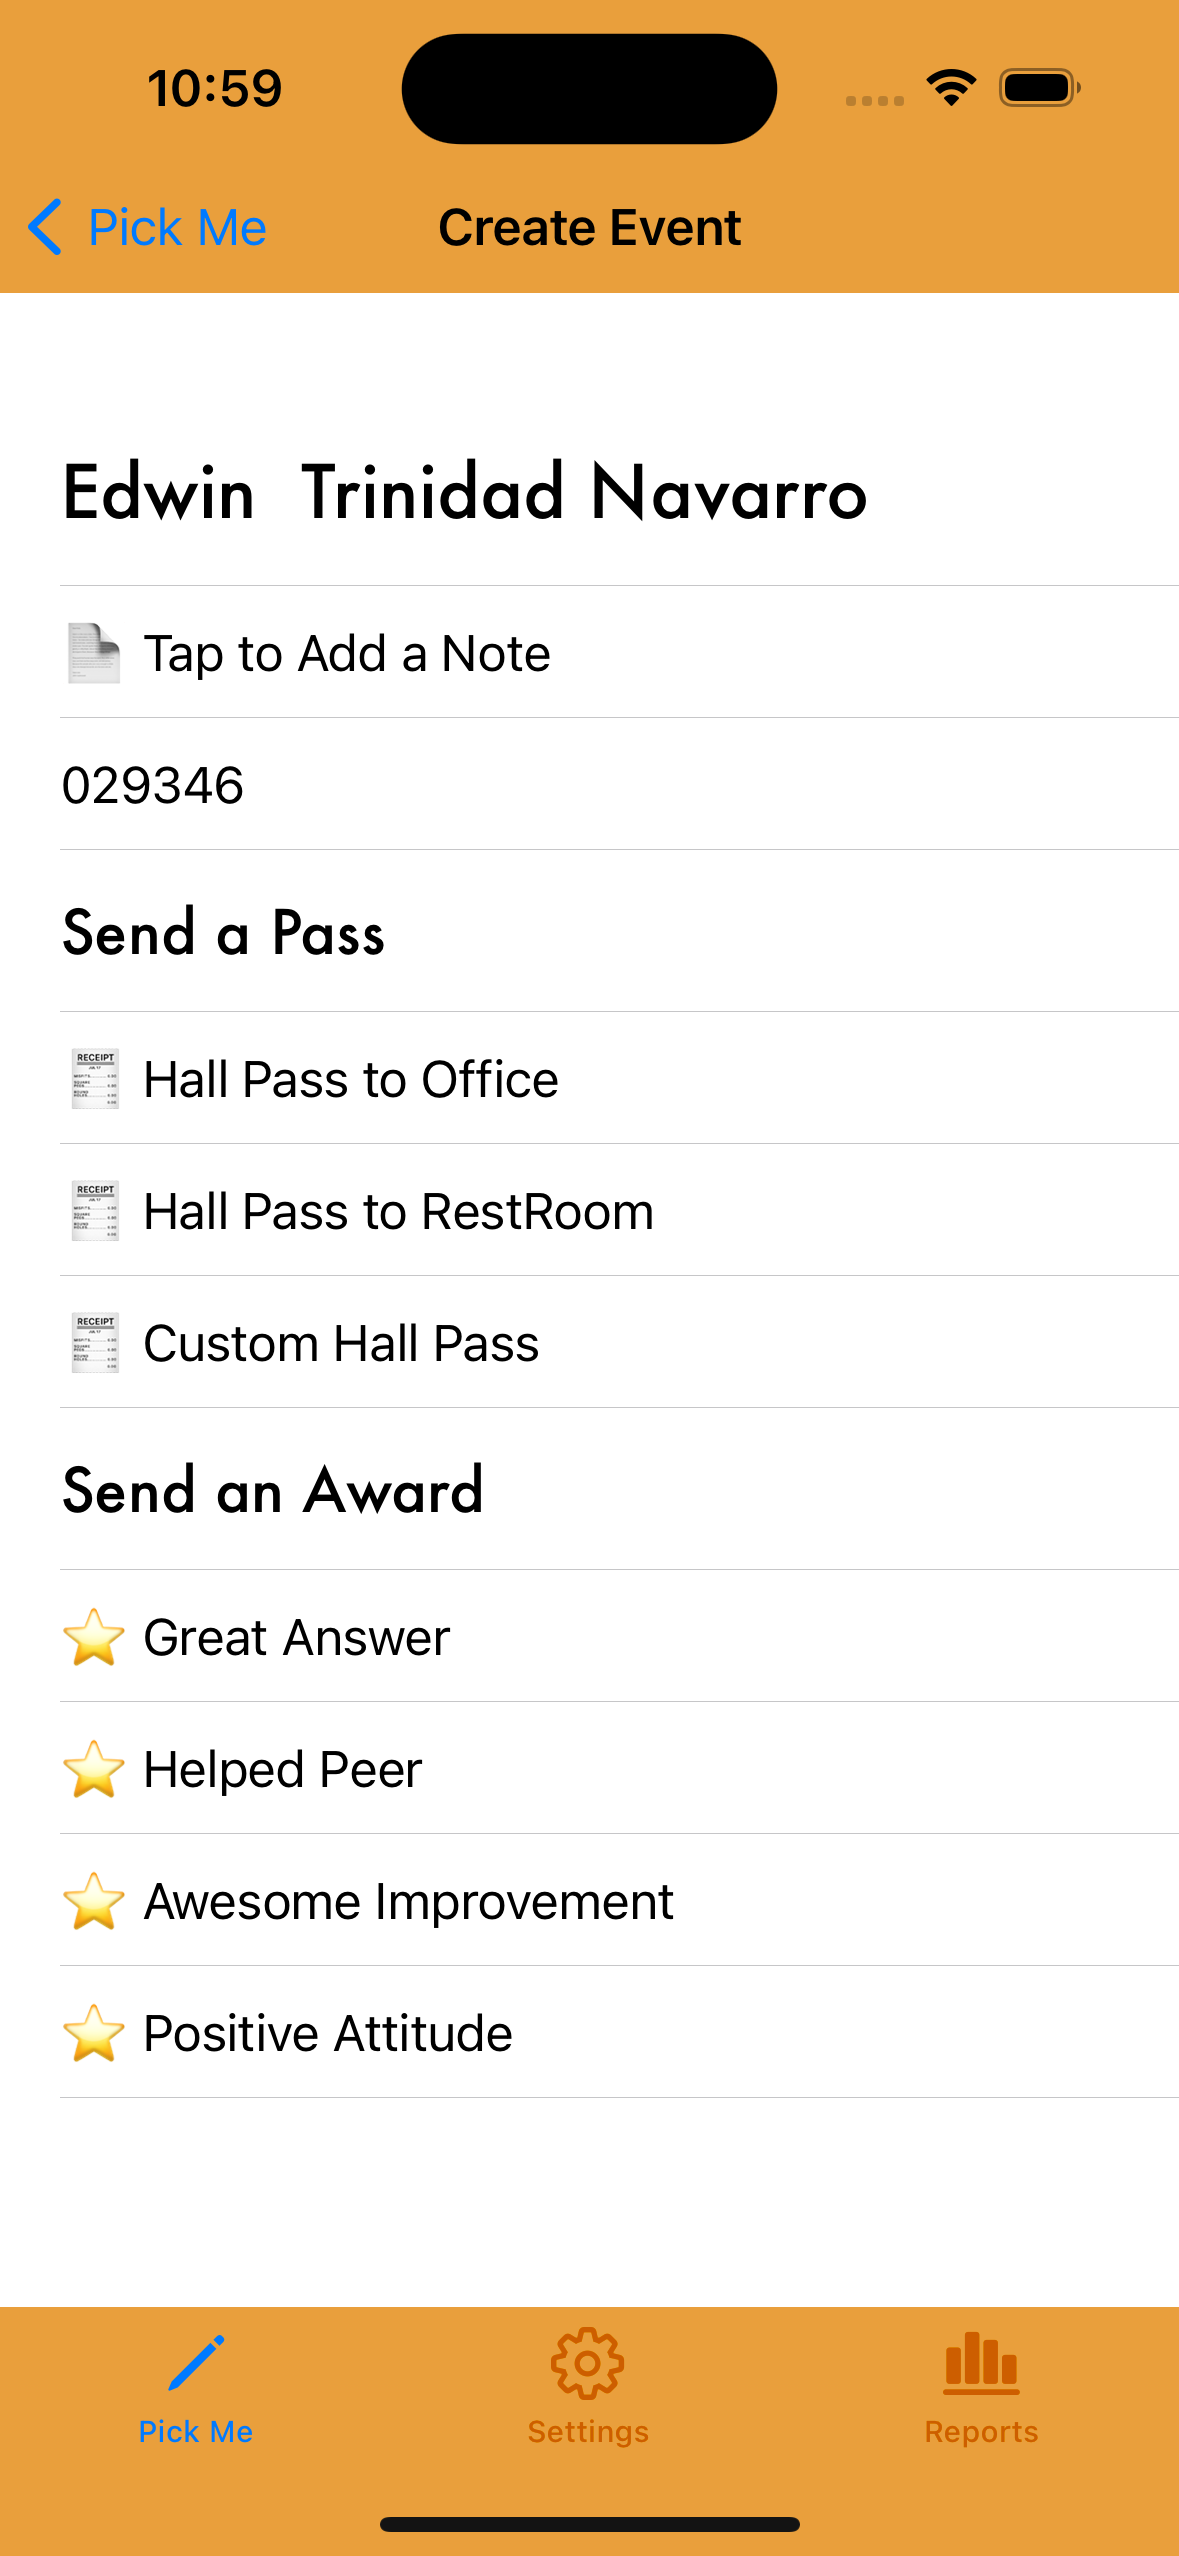 10:59
Pick Me
Create Event
Edwin  Trinidad Navarro
Tap to Add a Note
029346
Send a Pass
RECEIPT
Hall Pass to Office
RECEIPT
Hall Pass to RestRoom
RECEIPT
Custom Hall Pass
Send an Award
Great Answer
Helped Peer
Awesome Improvement
Positive Attitude
Pick Me
Settings
Reports